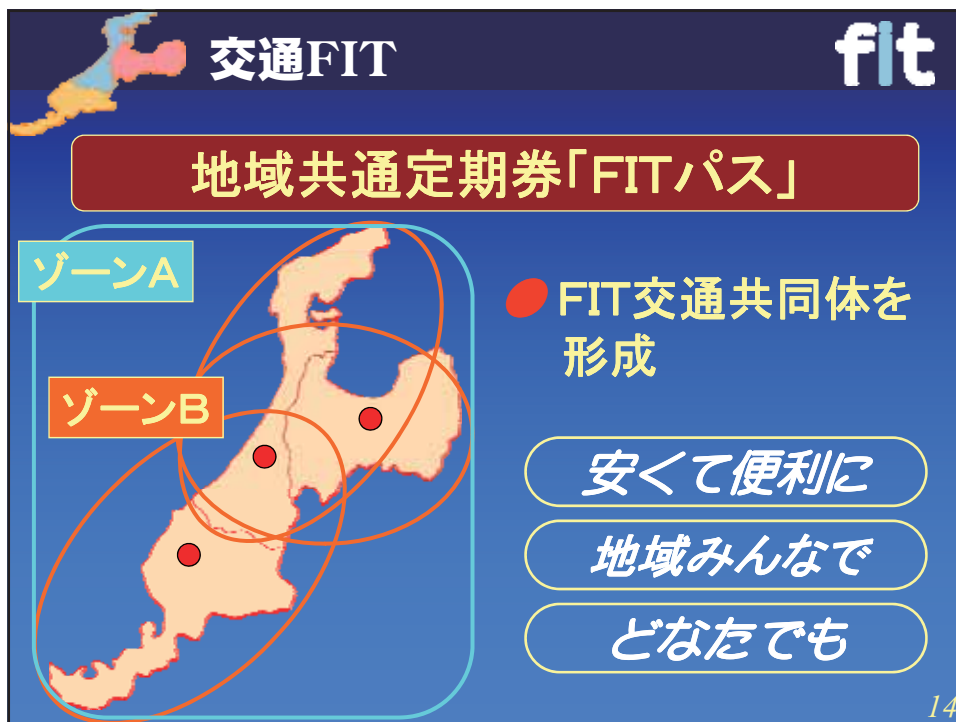 交通FIT
fit
地域共通定期券「FITパス」
ゾーンA
ゾーンB
FIT交通共同体を
形成
安くて便利に
地域みんなで
どなたでも
14